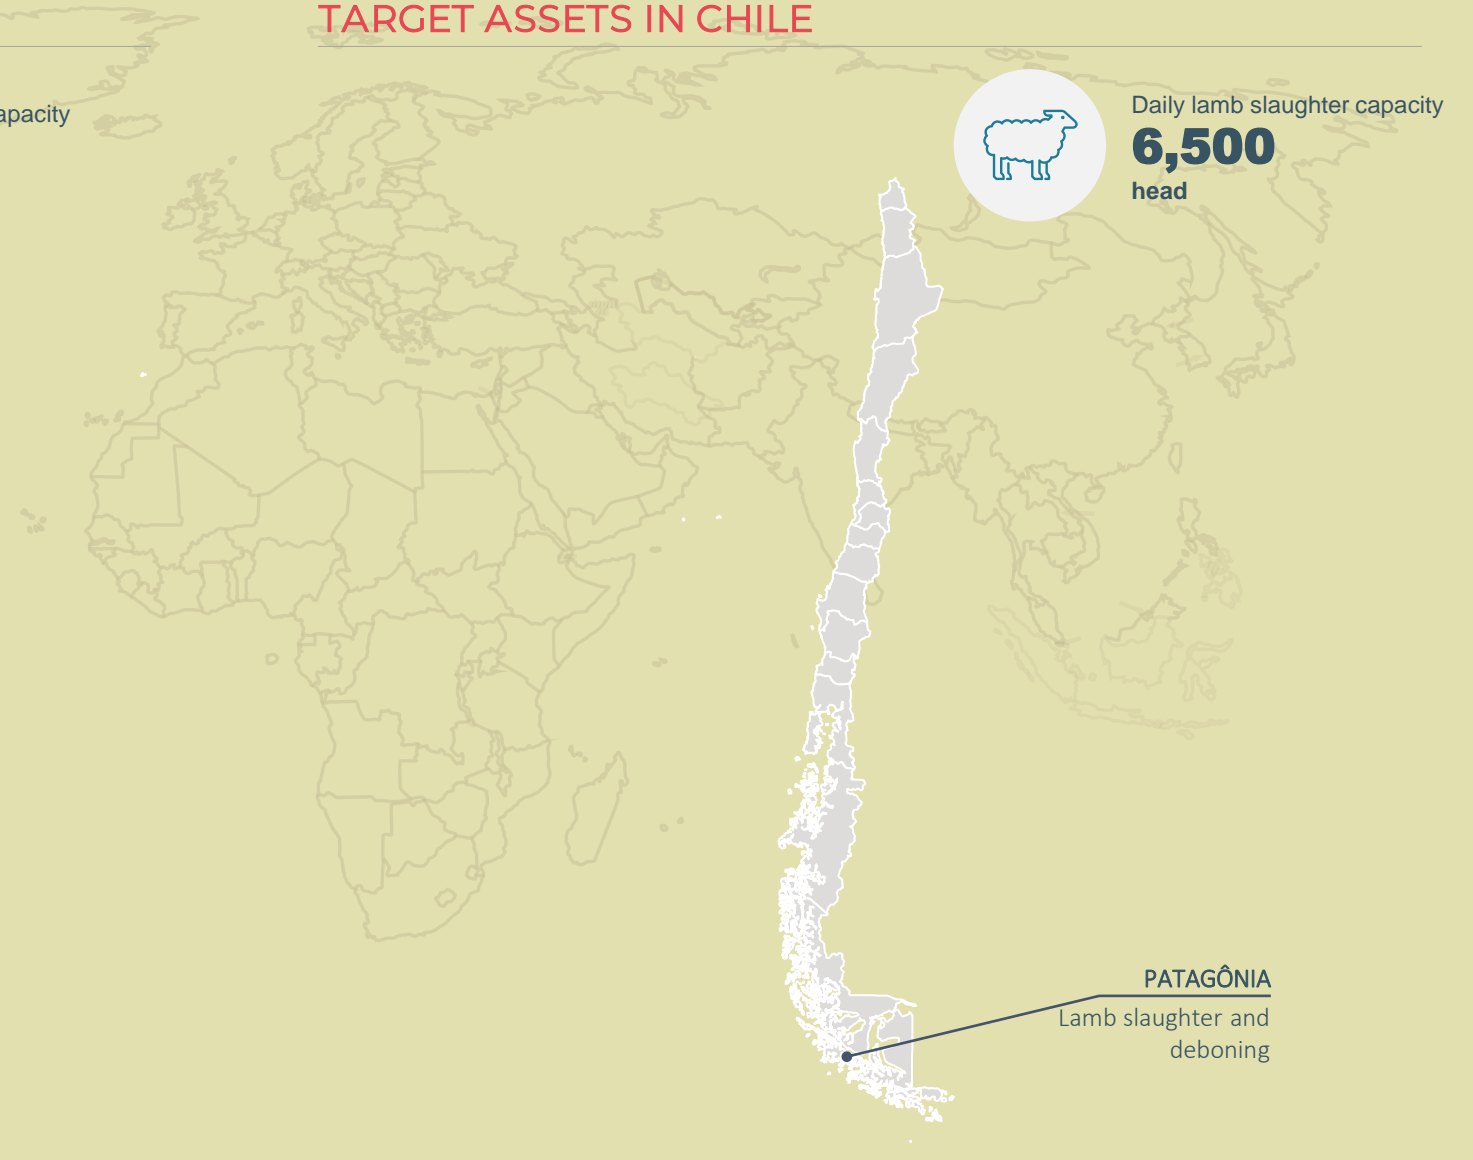 TARGET ASSETS IN CHILE
apacity
Daily lamb slaughter capacity
6,500
head
PATAGÔNIA
Lamb slaughter and
deboning